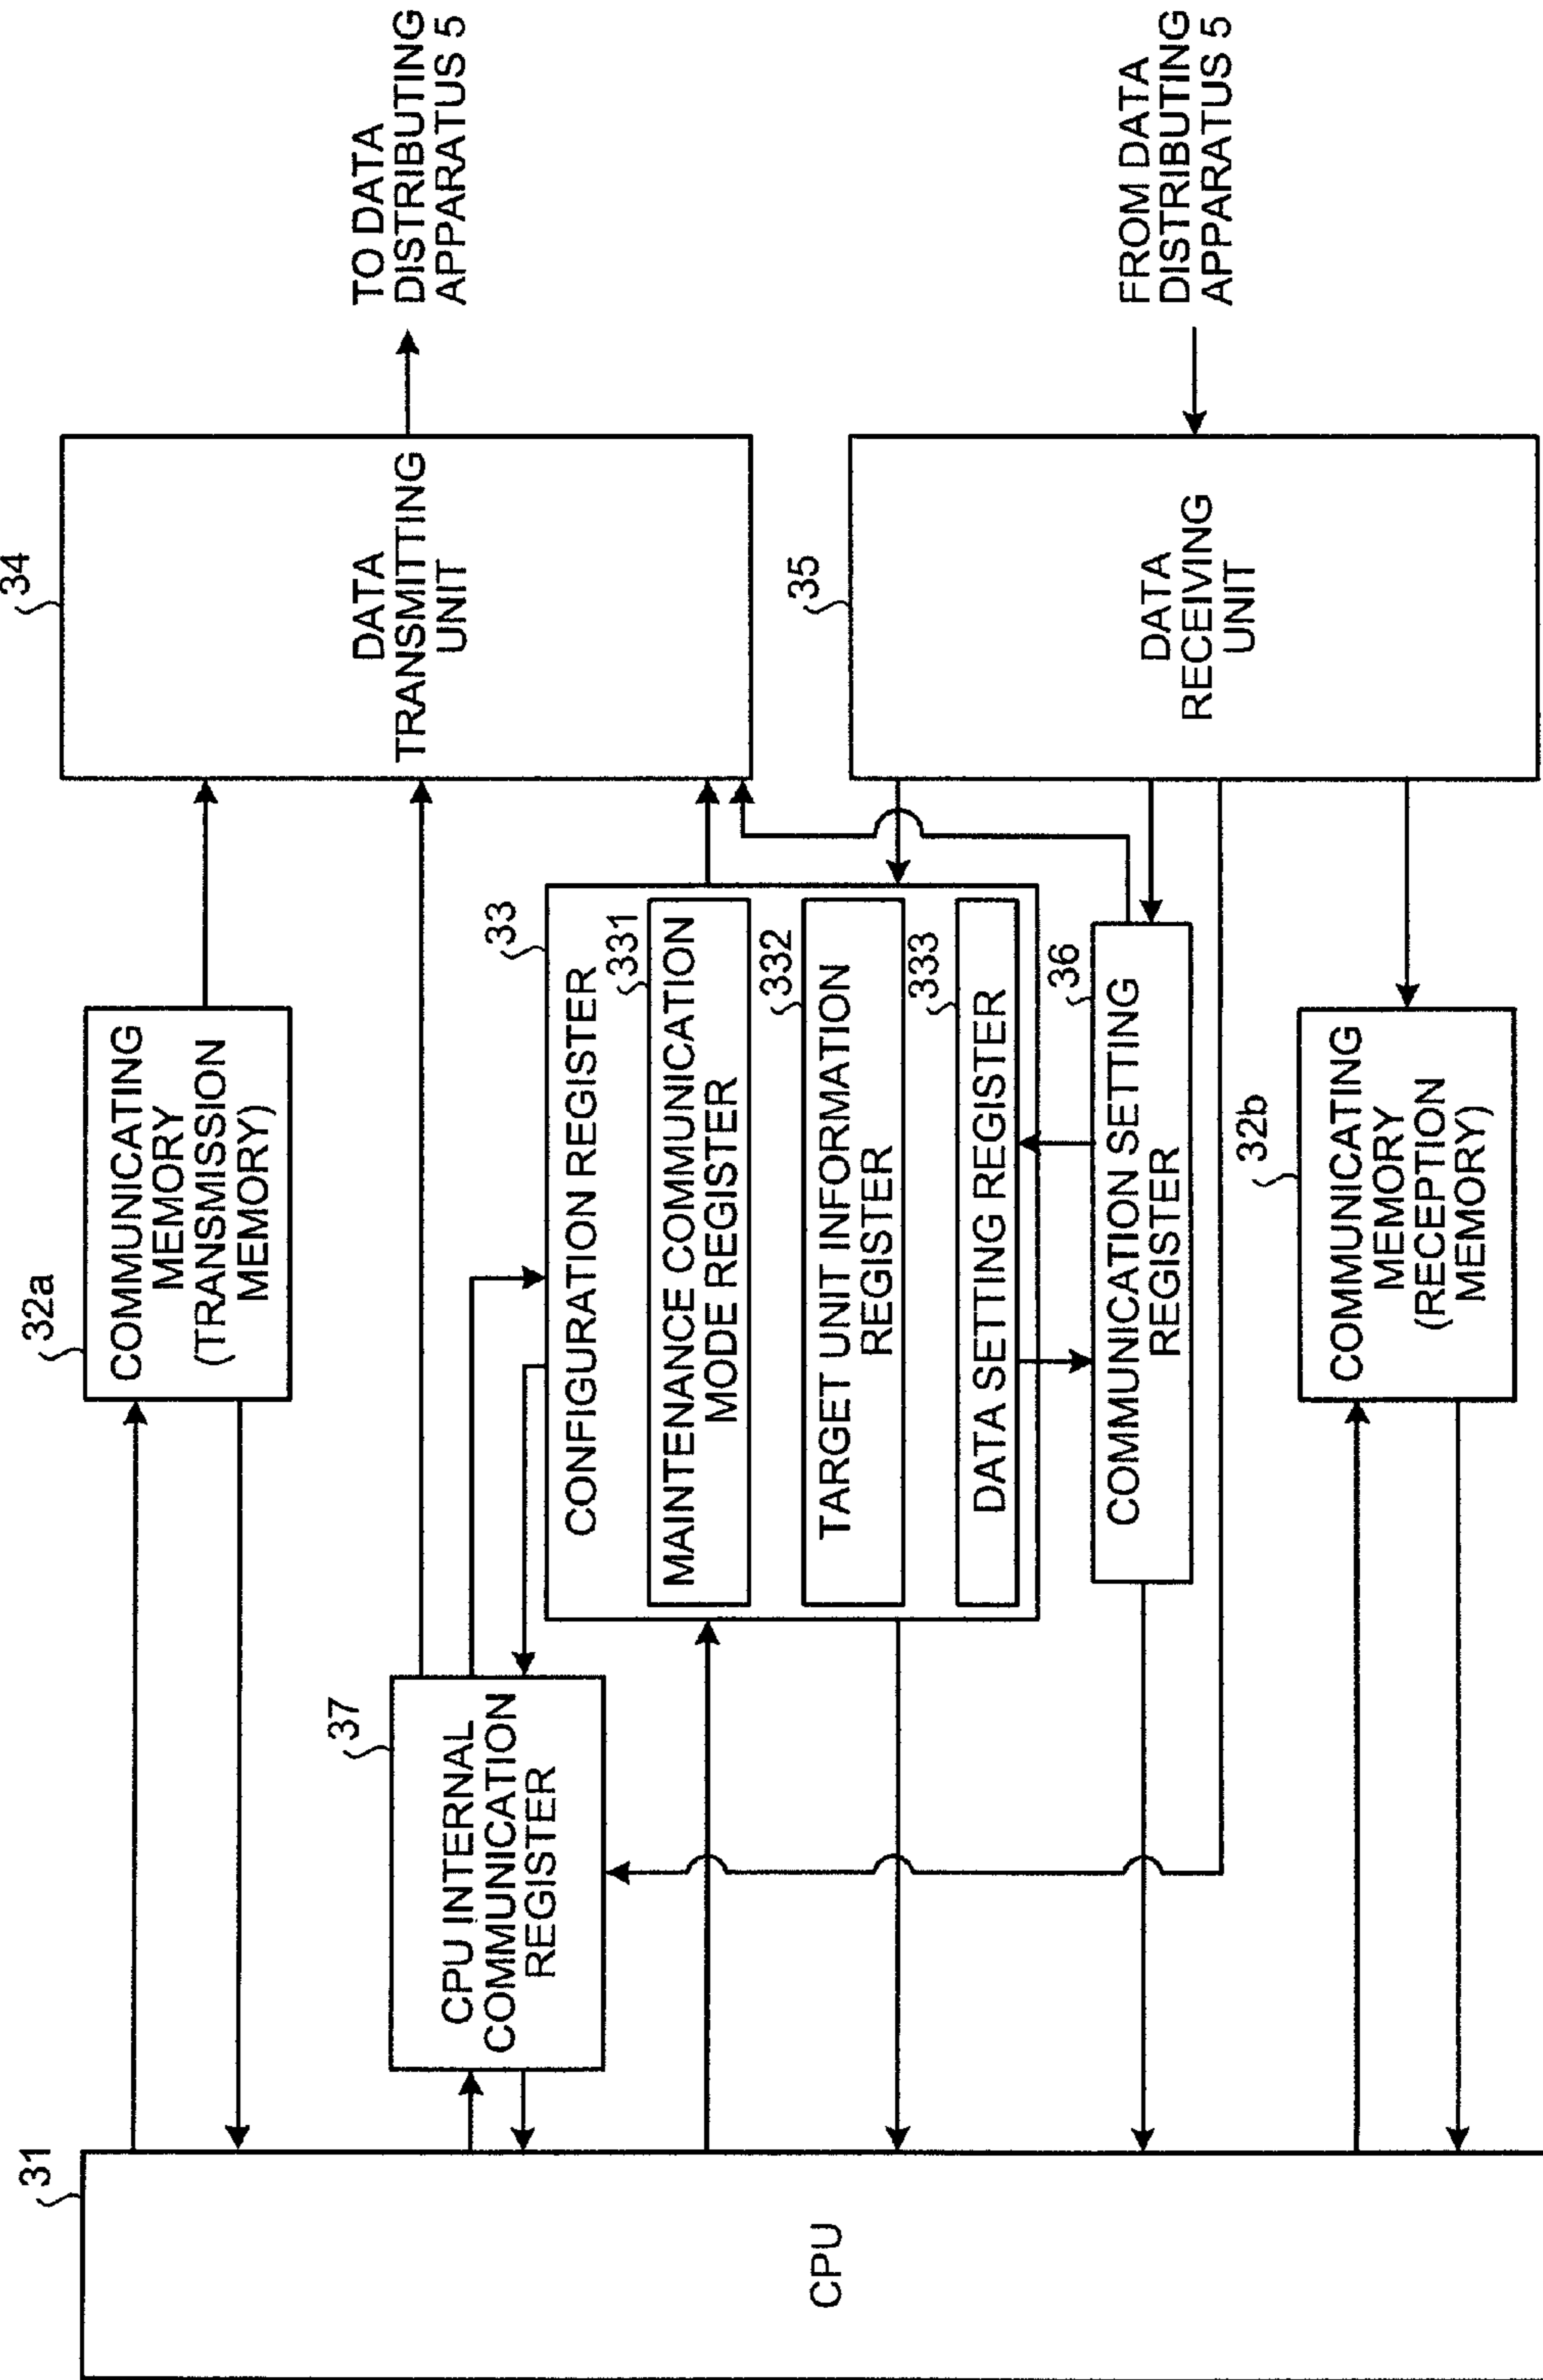 31
CPU
32a
COMMUNICATING
MEMORY
(TRANSMISSION
MEMORY)
37
CPU INTERNAL
COMMUNICATION
REGISTER
33
CONFIGURATION REGISTER
331
MAINTENANCE COMMUNICATION
MODE REGISTER
332
TARGET UNIT INFORMATION
REGISTER
333
DATA SETTING REGISTER
36
COMMUNICATION SETTING
REGISTER
32b
COMMUNICATING
MEMORY
(RECEPTION
MEMORY)
34
DATA
TRANSMITTING
UNIT
35
DATA
RECEIVING
UNIT
TO DATA
DISTRIBUTING
APPARATUS 5
FROM DATA
DISTRIBUTING
APPARATUS 5